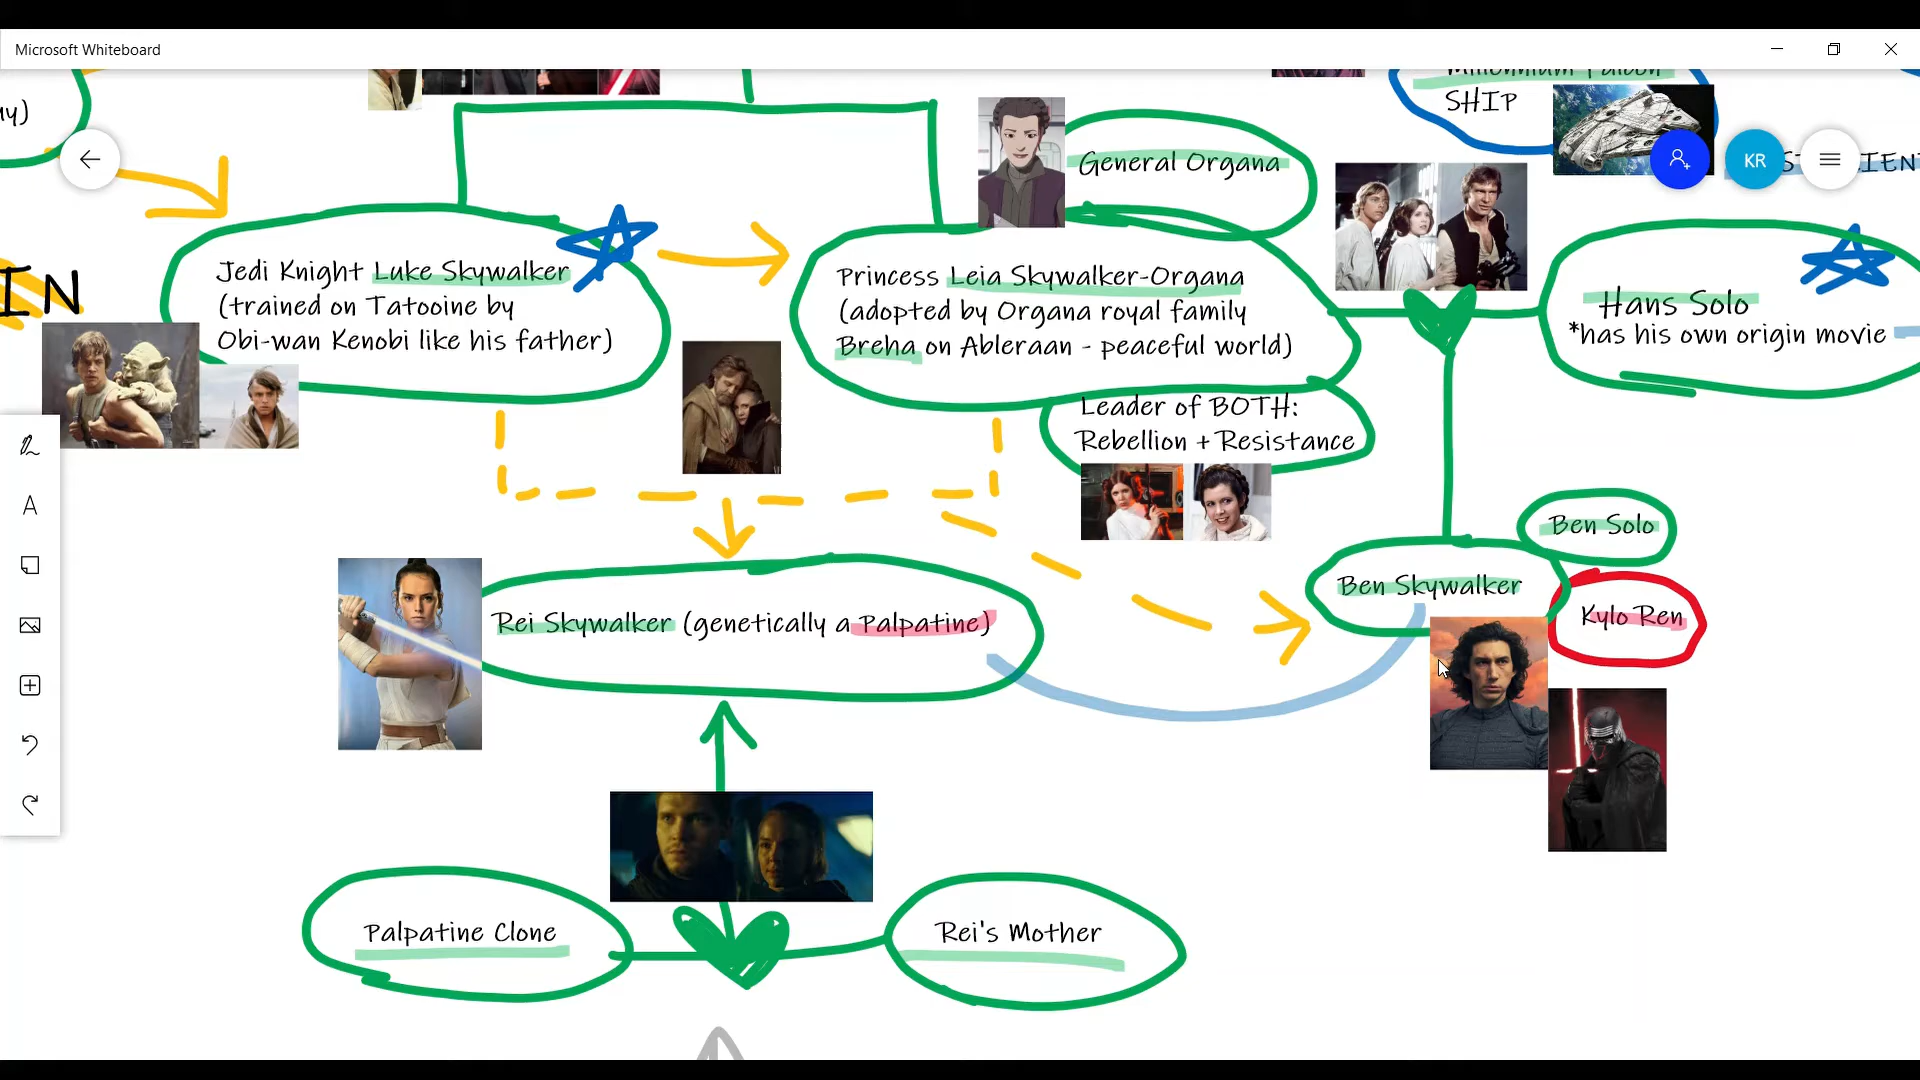 Microsoft Whiteboard
SHIP
General Organa
KR
Jedi Knight Luke Skywalker
(trained on Tatooine by
Obi-wan Kenobi like his father)
Princess Leia Skywalker-Organa
(adopted by Organa royal family
Breha on Ableraan - peaceful world)
Hans Solo
*has his own origin movie
Leader of BOTH:
Rebellion + Resistance
Ben Solo
Ben Skywalker
Kylo Ren
Rei Skywalker (genetically a Palpatine)
Palpatine Clone
Rei's Mother